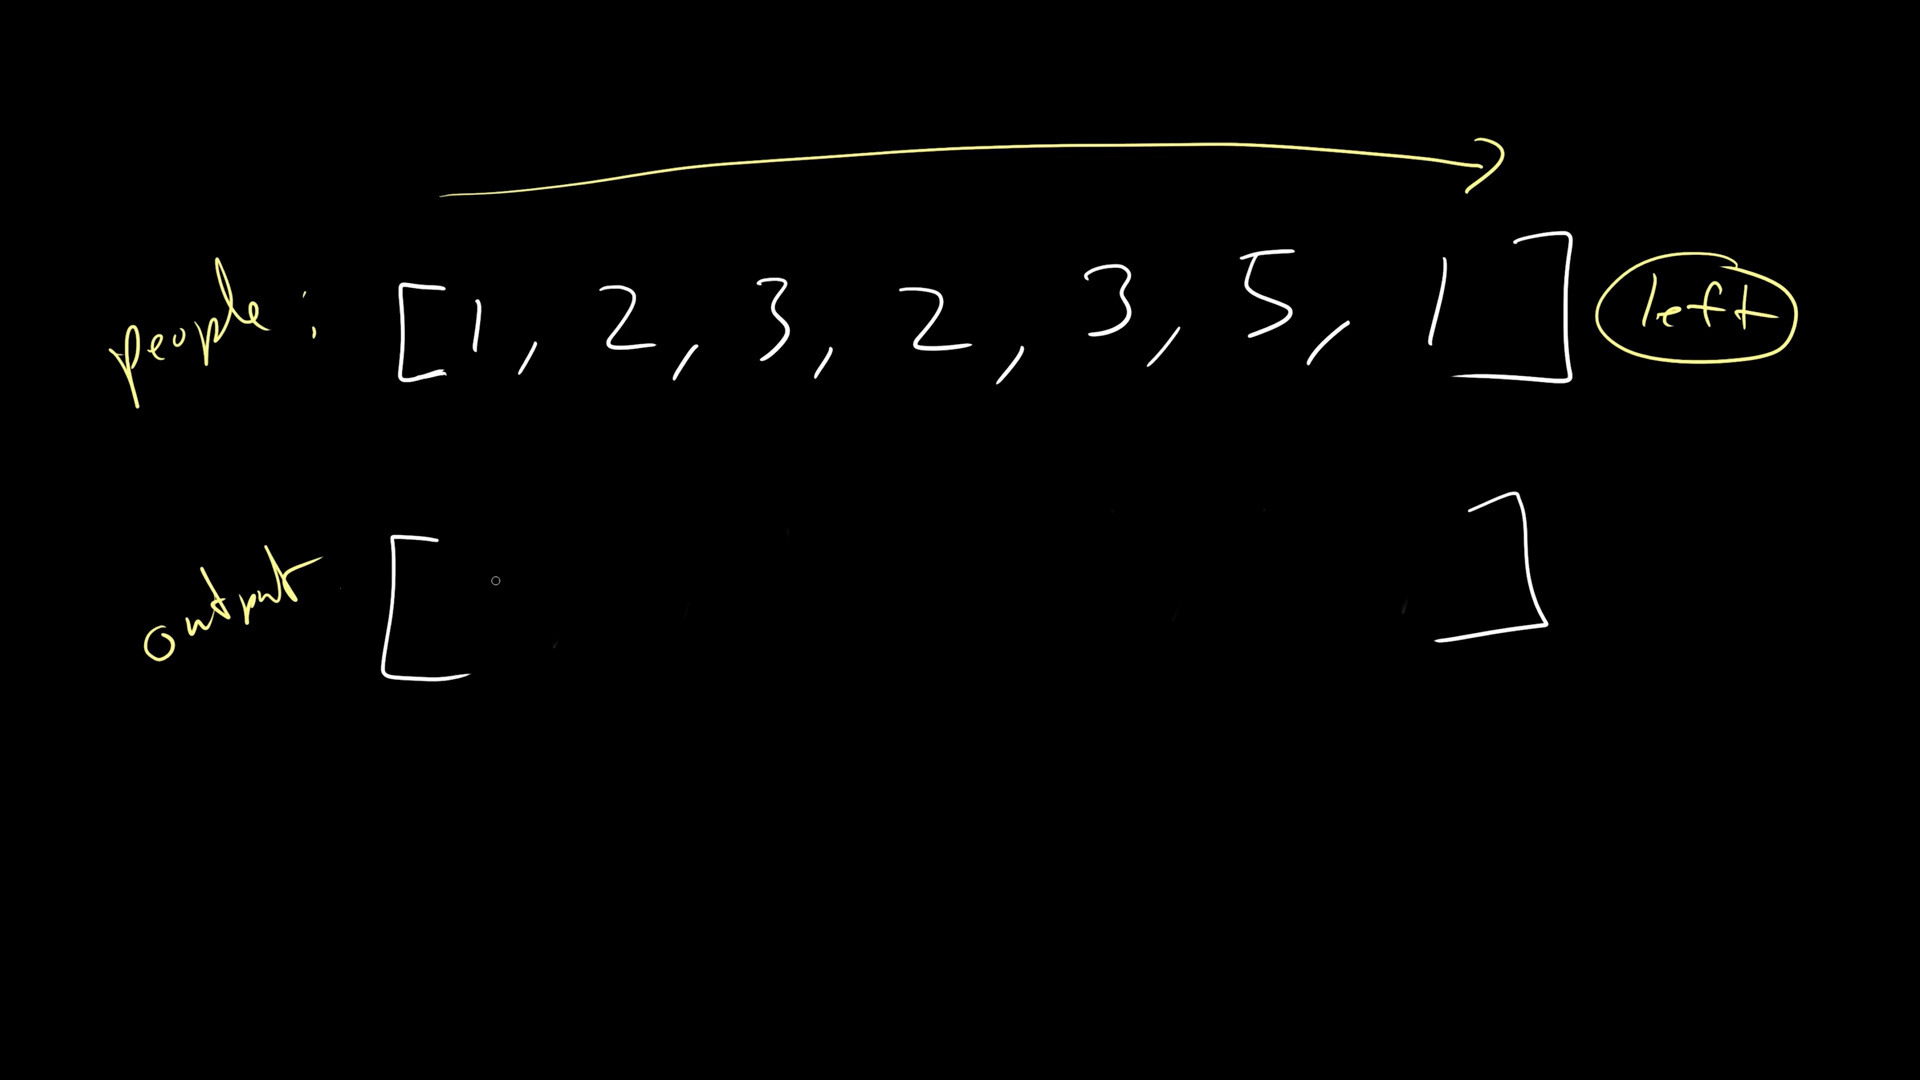 people: [1, 2, 3, 2, 3, 5, 1] left
output [ ]